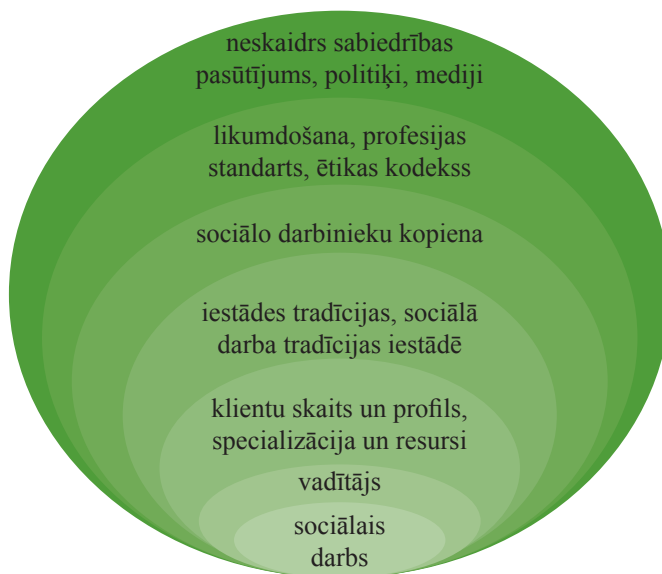 neskaidrs sabiedrības
pasūtījums, politiķi, mediji
likumdošana, profesijas
standarts, ētikas kodekss
sociālo darbinieku kopiena
iestādes tradīcijas, sociālā
darba tradīcijas iestādē
klientu skaits un profils,
specializācija un resursi
vadītājs
sociālais
darbs